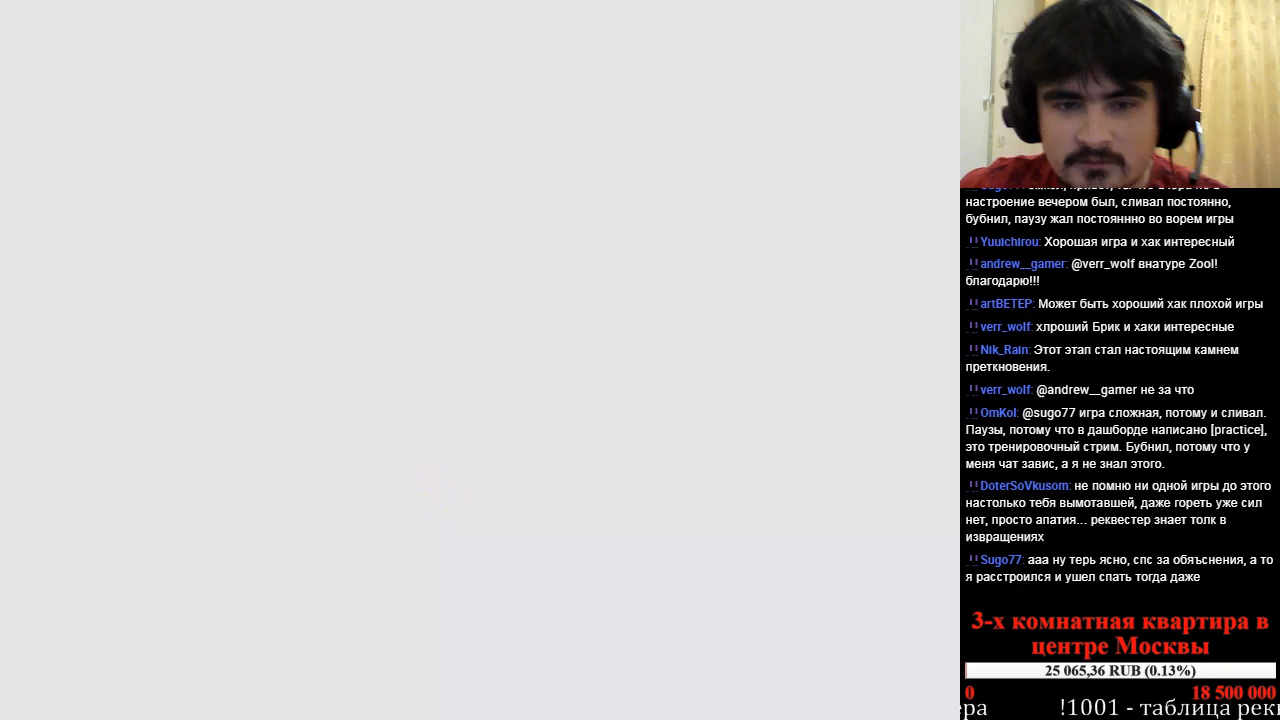 настроение вечером был, сливал постоянно,
бубнил, паузу жал постояннно во ворем игры
Yuuichirou: Хорошая игра и хак интересный
andrew__gamer: @verr_wolf внатуре Zool!
благодарю!!!
artBETEP: Может быть хороший хак плохой игры
verr_wolf: хлроший Брик и хаки интересные
Nik_Rain: Этот этап стал настоящим камнем
преткновения.
verr_wolf: @andrew__gamer не за что
OmKol: @sugo77 игра сложная, потому и сливал.
Паузы, потому что в дашборде написано [practice],
это тренировочный стрим. Бубнил, потому что у
меня чат завис, а я не знал этого.
DoterSoVkusom: не помню ни одной игры до этого
настолько тебя вымотавшей, даже гореть уже сил
нет, просто апатия... реквестер знает толк в
извращениях
Sugo77: ааа ну терь ясно, спс за обяъснения, а то
я расстроился и ушел спать тогда даже
3-х комнатная квартира в
центре Москвы
25 065,36 RUB (0.13%)
0 18 500 000
ера !1001 - таблица рек